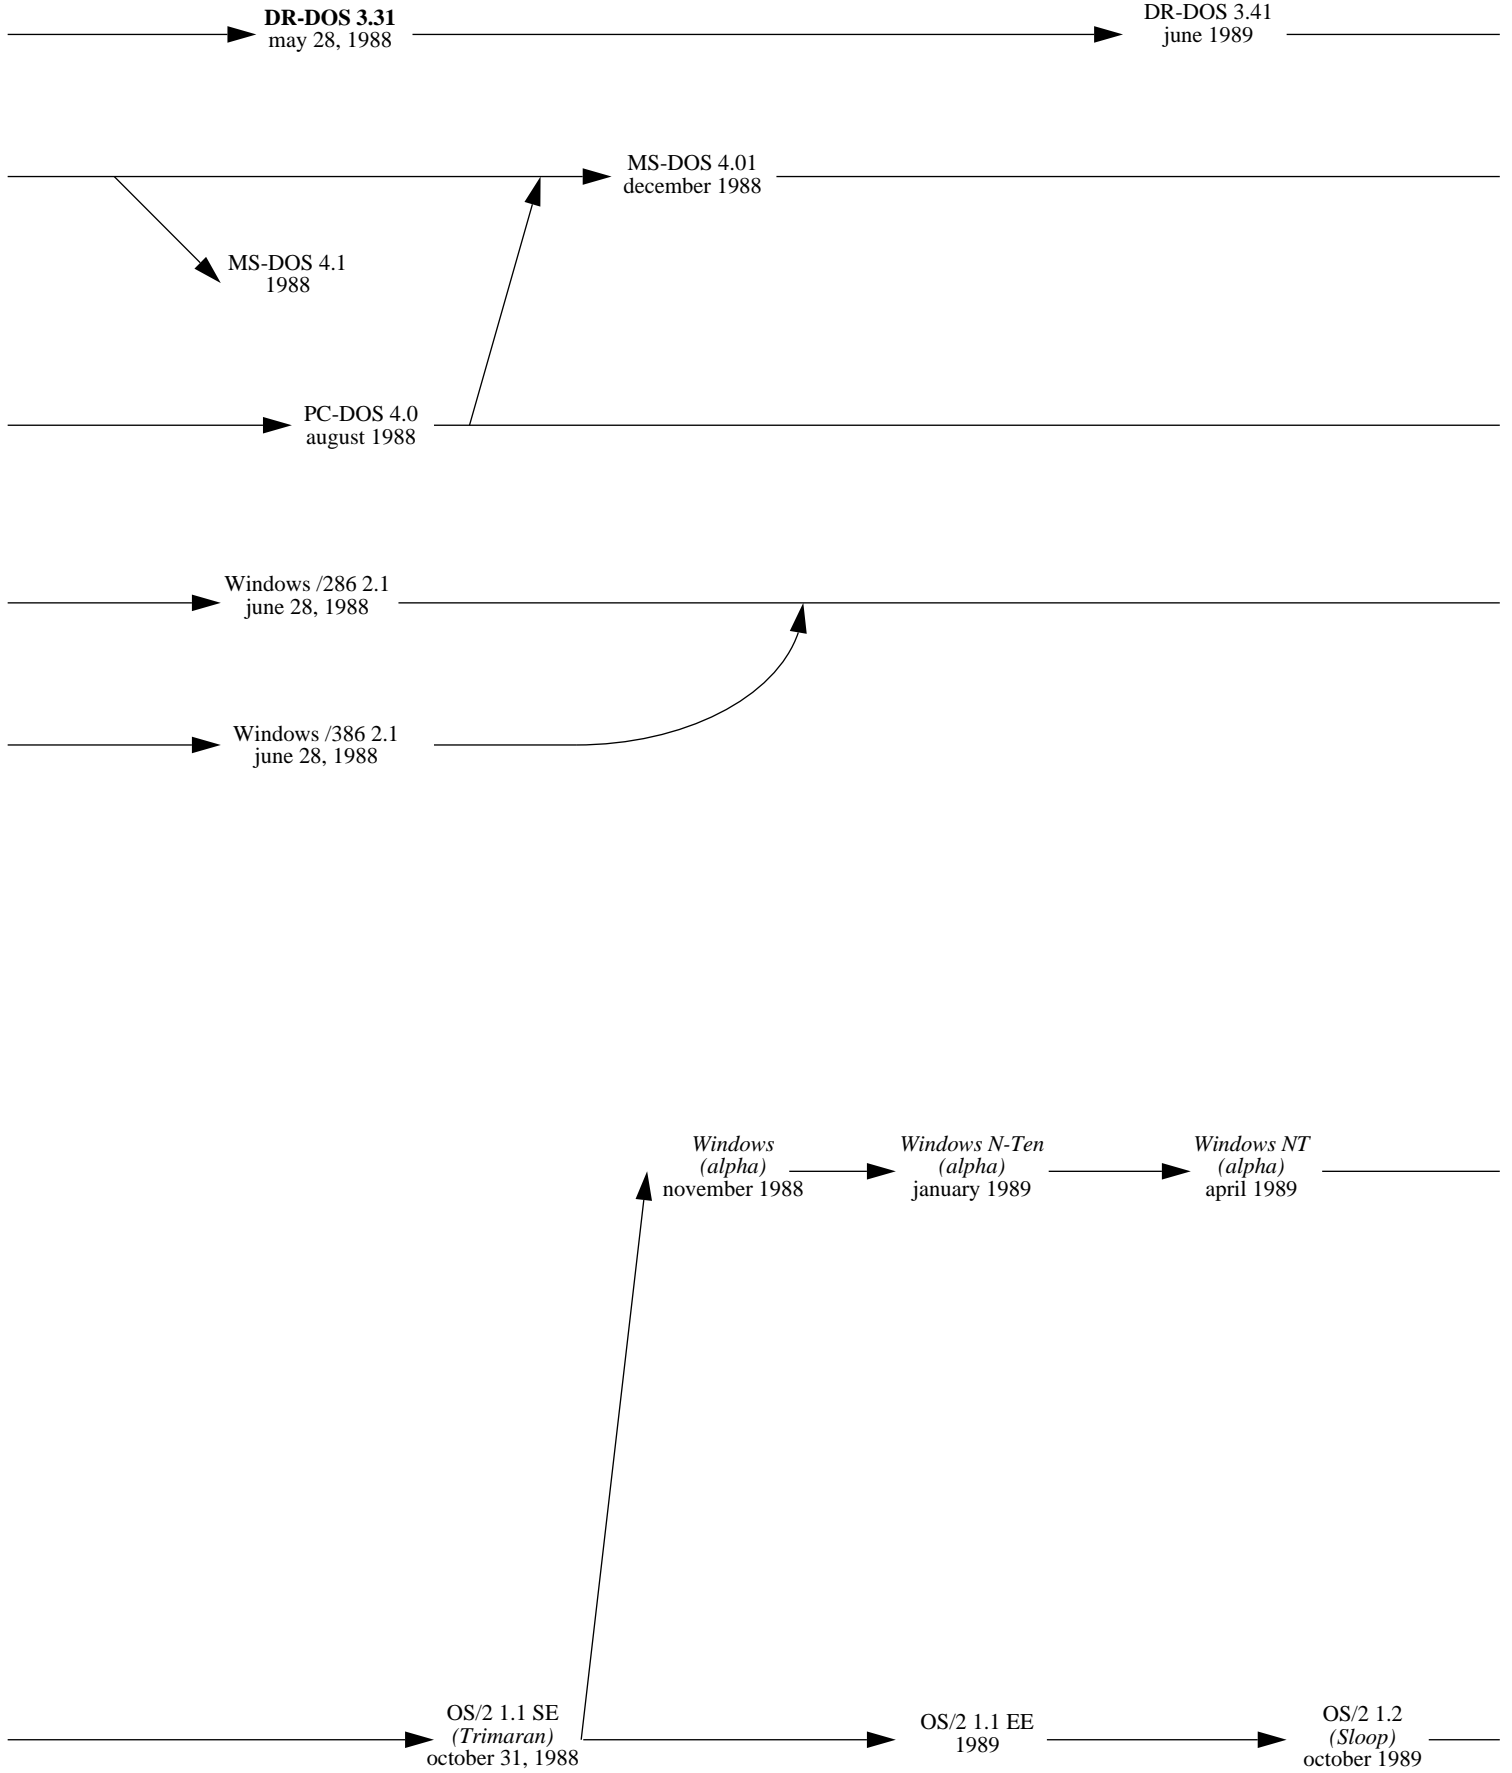 DR-DOS 3.31
may 28, 1988
DR-DOS 3.41
june 1989
MS-DOS 4.01
december 1988
MS-DOS 4.1
1988
PC-DOS 4.0
august 1988
Windows /286 2.1
june 28, 1988
Windows /386 2.1
june 28, 1988
Windows
(alpha)
november 1988
Windows N-Ten
(alpha)
january 1989
Windows NT
(alpha)
april 1989
OS/2 1.1 SE
(Trimaran)
october 31, 1988
OS/2 1.1 EE
1989
OS/2 1.2
(Sloop)
october 1989